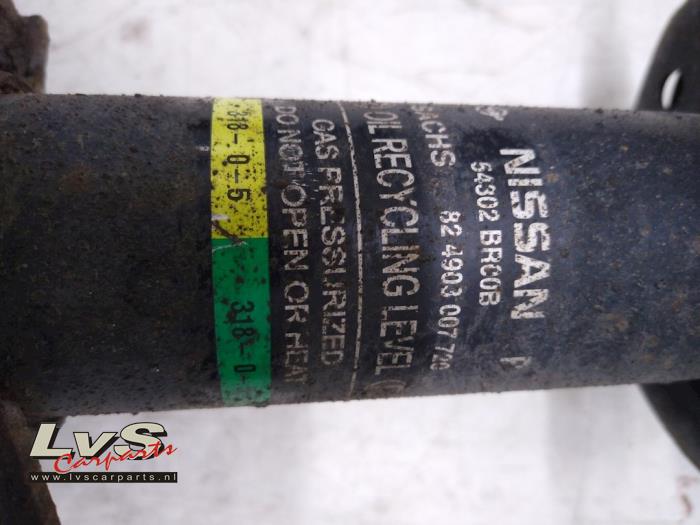 NISSAN
54302 BR00B
SACHS 82 4903 007 720
OIL RECYCLING LEVEL
GAS PRESSURIZED
DO NOT OPEN OR HEAT
318-0-5
318-0-
LvS
Carparts
www.lvscarparts.nl